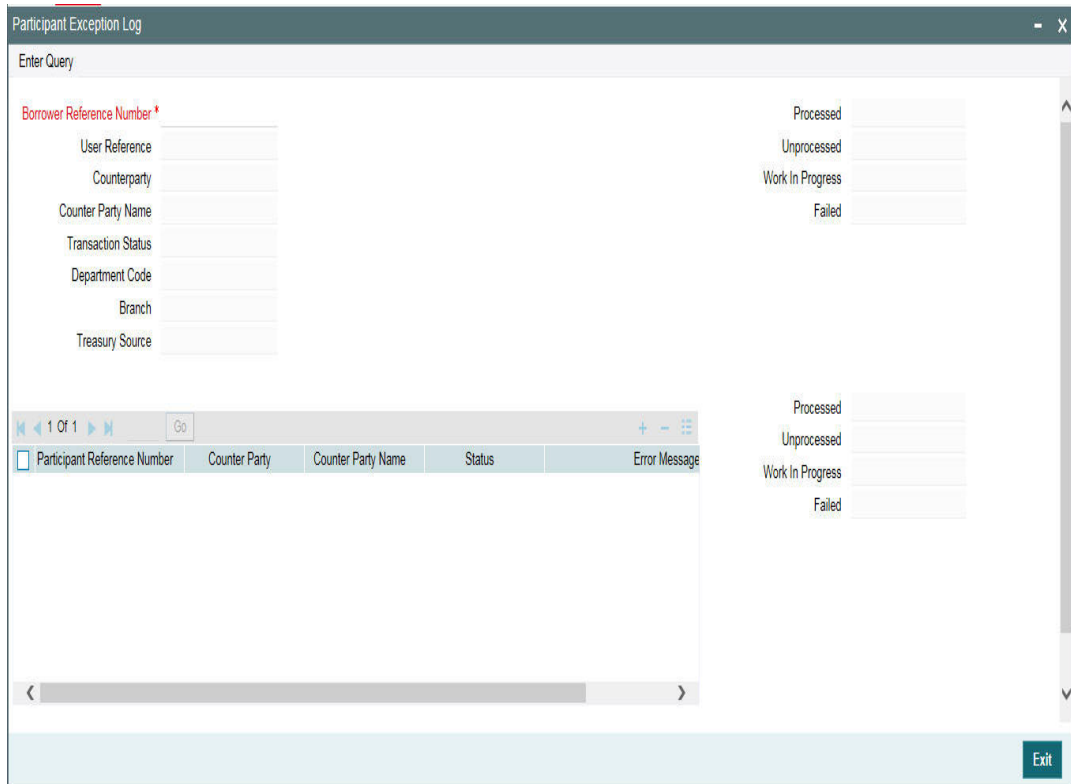 Participant Exception Log
Enter Query
Borrower Reference Number *
User Reference
Counterparty
Counter Party Name
Transaction Status
Department Code
Branch
Treasury Source
Processed
Unprocessed
Work In Progress
Failed
1 Of 1 Go
Participant Reference Number Counter Party Counter Party Name Status Error Message
Processed
Unprocessed
Work In Progress
Failed
Exit